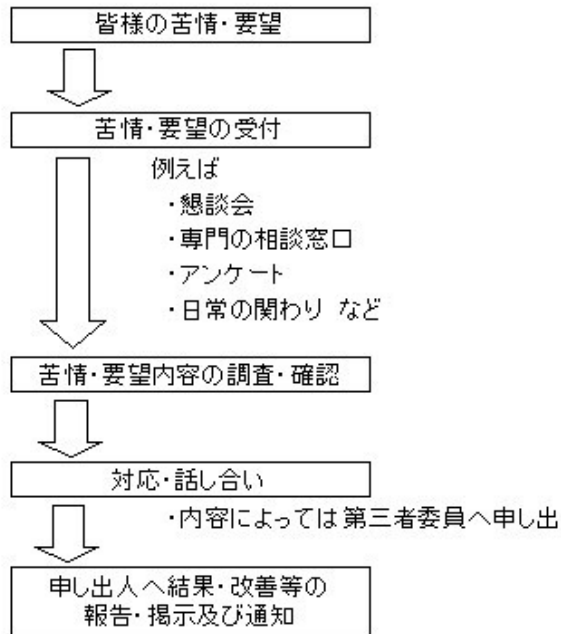 皆様の苦情・要望
苦情・要望の受付
例えば
・懇談会
・専門の相談窓口
・アンケート
・日常の関わり など
苦情・要望内容の調査・確認
対応・話し合い
・内容によっては第三者委員へ申し出
申し出人へ結果・改善等の
報告・掲示及び通知